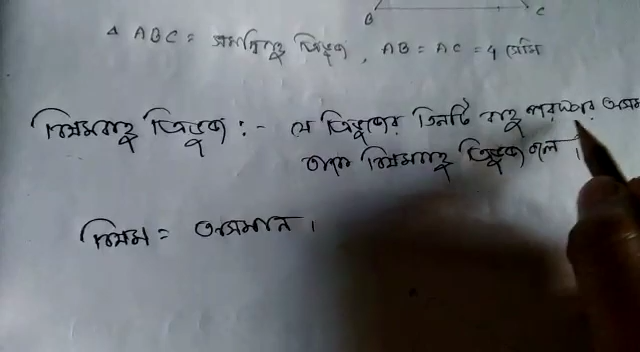 B C
Δ ABC = সমদ্বিবাহু ত্রিভুজ, AB = AC = 4 সেমি
বিষমবাহু ত্রিভুজ :- যে ত্রিভুজের তিনটি বাহু পরস্পর অসম
তাকে বিষমবাহু ত্রিভুজ বলে ।
বিষম = অসমান ।